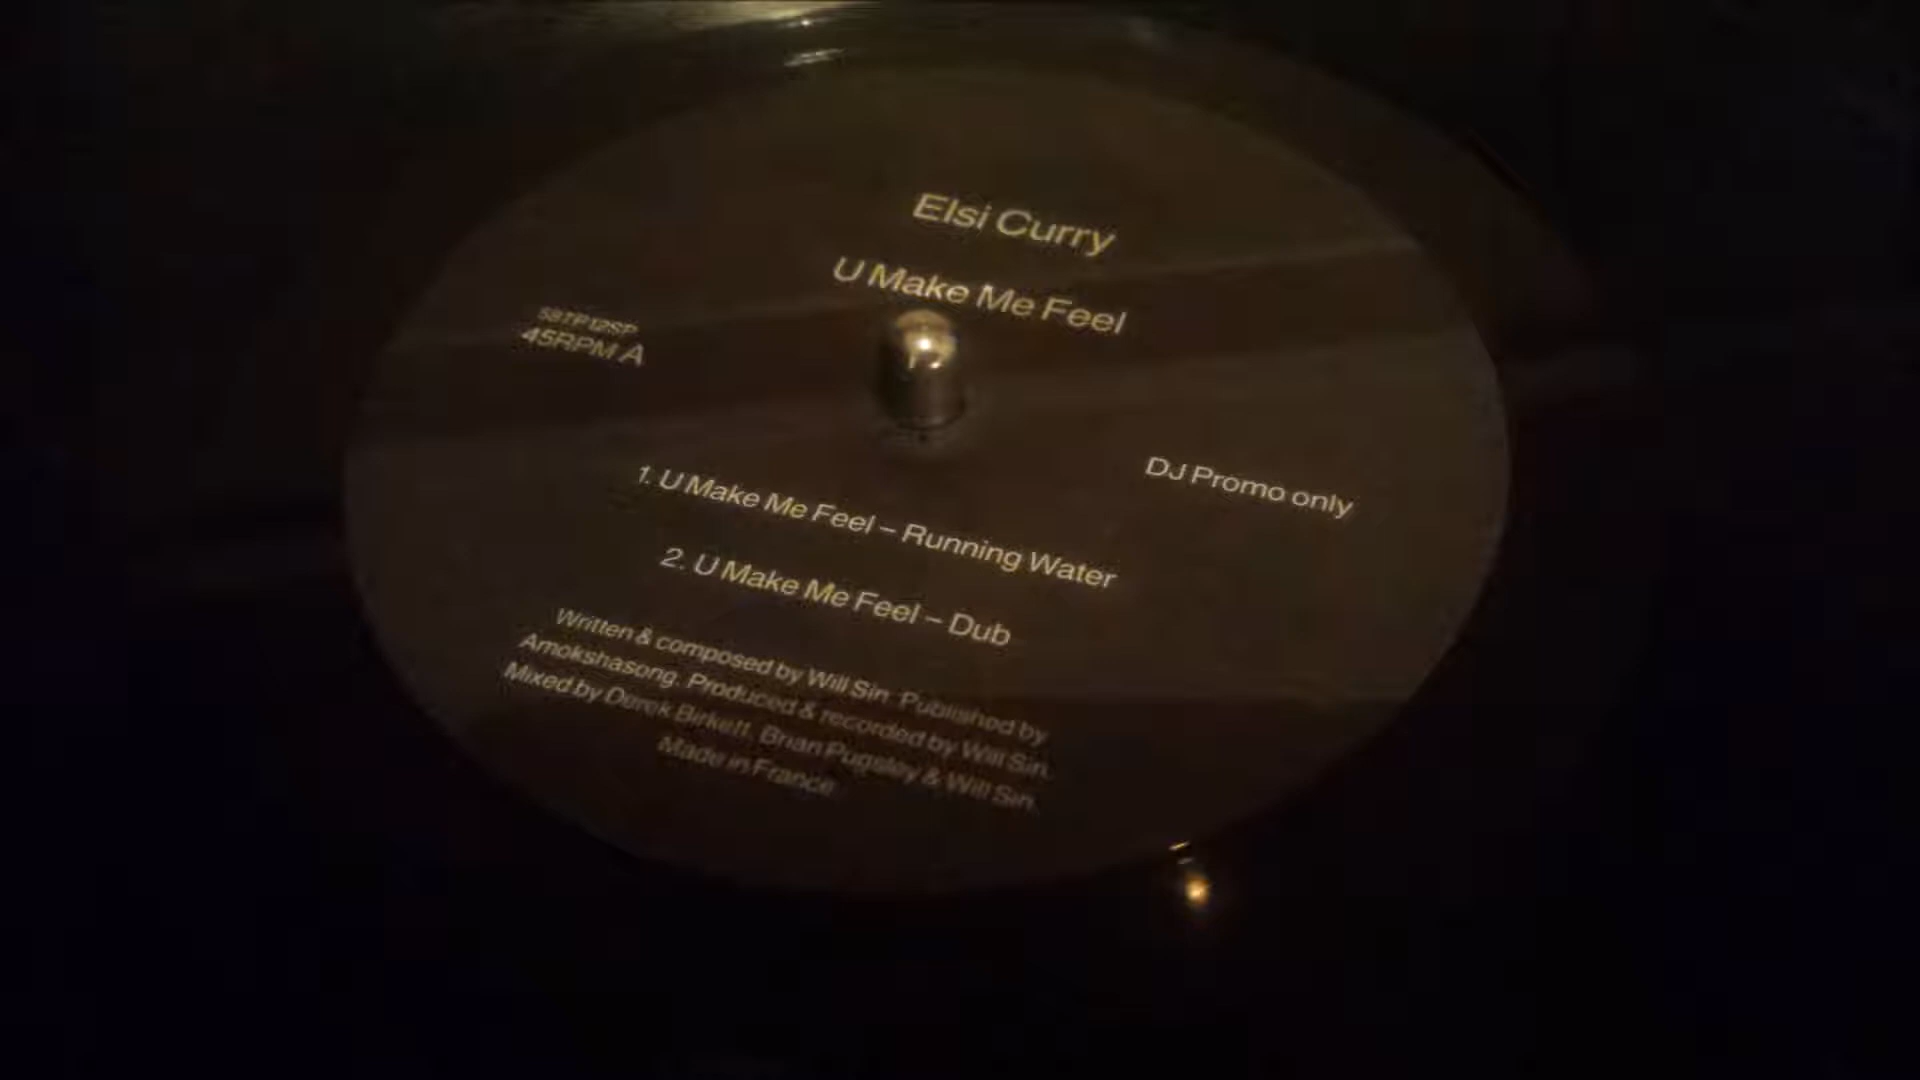 Elsi Curry
U Make Me Feel
58TP12SP
45RPM A
DJ Promo only
1. U Make Me Feel – Running Water
2. U Make Me Feel – Dub
Written & composed by Will Sin. Published by
Amokshasong. Produced & recorded by Will Sin.
Mixed by Derek Birkett, Brian Pugsley & Will Sin.
Made in France